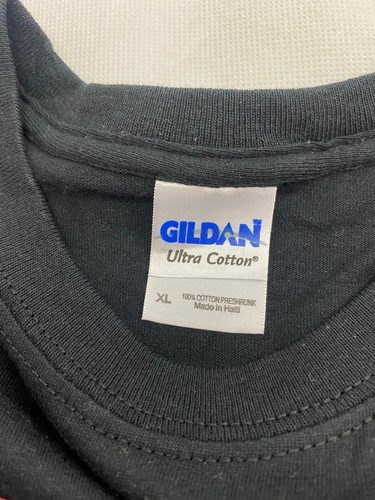 GILDAN
Ultra Cotton®
XL
100% COTTON PRESHRUNK
Made in Haiti